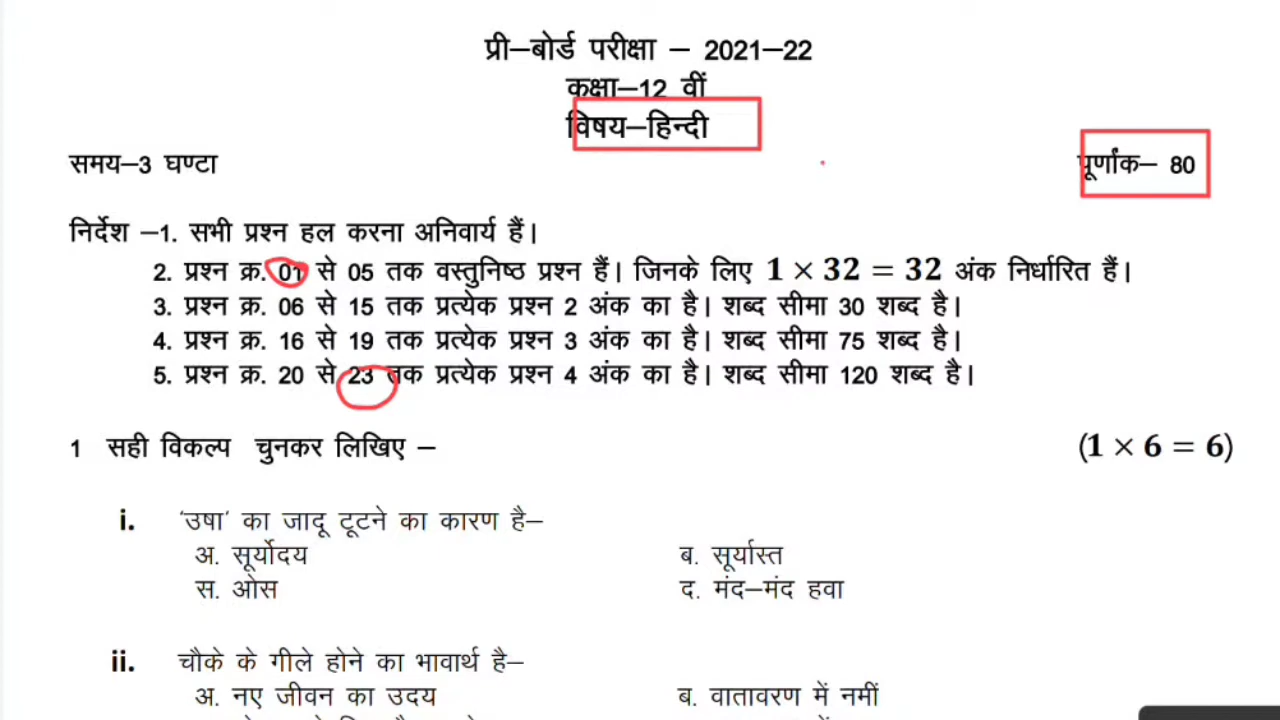 प्री–बोर्ड परीक्षा – 2021–22
कक्षा–12 वीं
विषय–हिन्दी
समय–3 घण्टा पूर्णांक– 80
निर्देश –1. सभी प्रश्न हल करना अनिवार्य हैं।
2. प्रश्न क्र. 01 से 05 तक वस्तुनिष्ठ प्रश्न हैं। जिनके लिए 1 × 32 = 32 अंक निर्धारित हैं।
3. प्रश्न क्र. 06 से 15 तक प्रत्येक प्रश्न 2 अंक का है। शब्द सीमा 30 शब्द है।
4. प्रश्न क्र. 16 से 19 तक प्रत्येक प्रश्न 3 अंक का है। शब्द सीमा 75 शब्द है।
5. प्रश्न क्र. 20 से 23 तक प्रत्येक प्रश्न 4 अंक का है। शब्द सीमा 120 शब्द है।
1 सही विकल्प चुनकर लिखिए – (1 × 6 = 6)
i. 'उषा' का जादू टूटने का कारण है–
अ. सूर्योदय ब. सूर्यास्त
स. ओस द. मंद–मंद हवा
ii. चौके के गीले होने का भावार्थ है–
अ. नए जीवन का उदय ब. वातावरण में नमीं